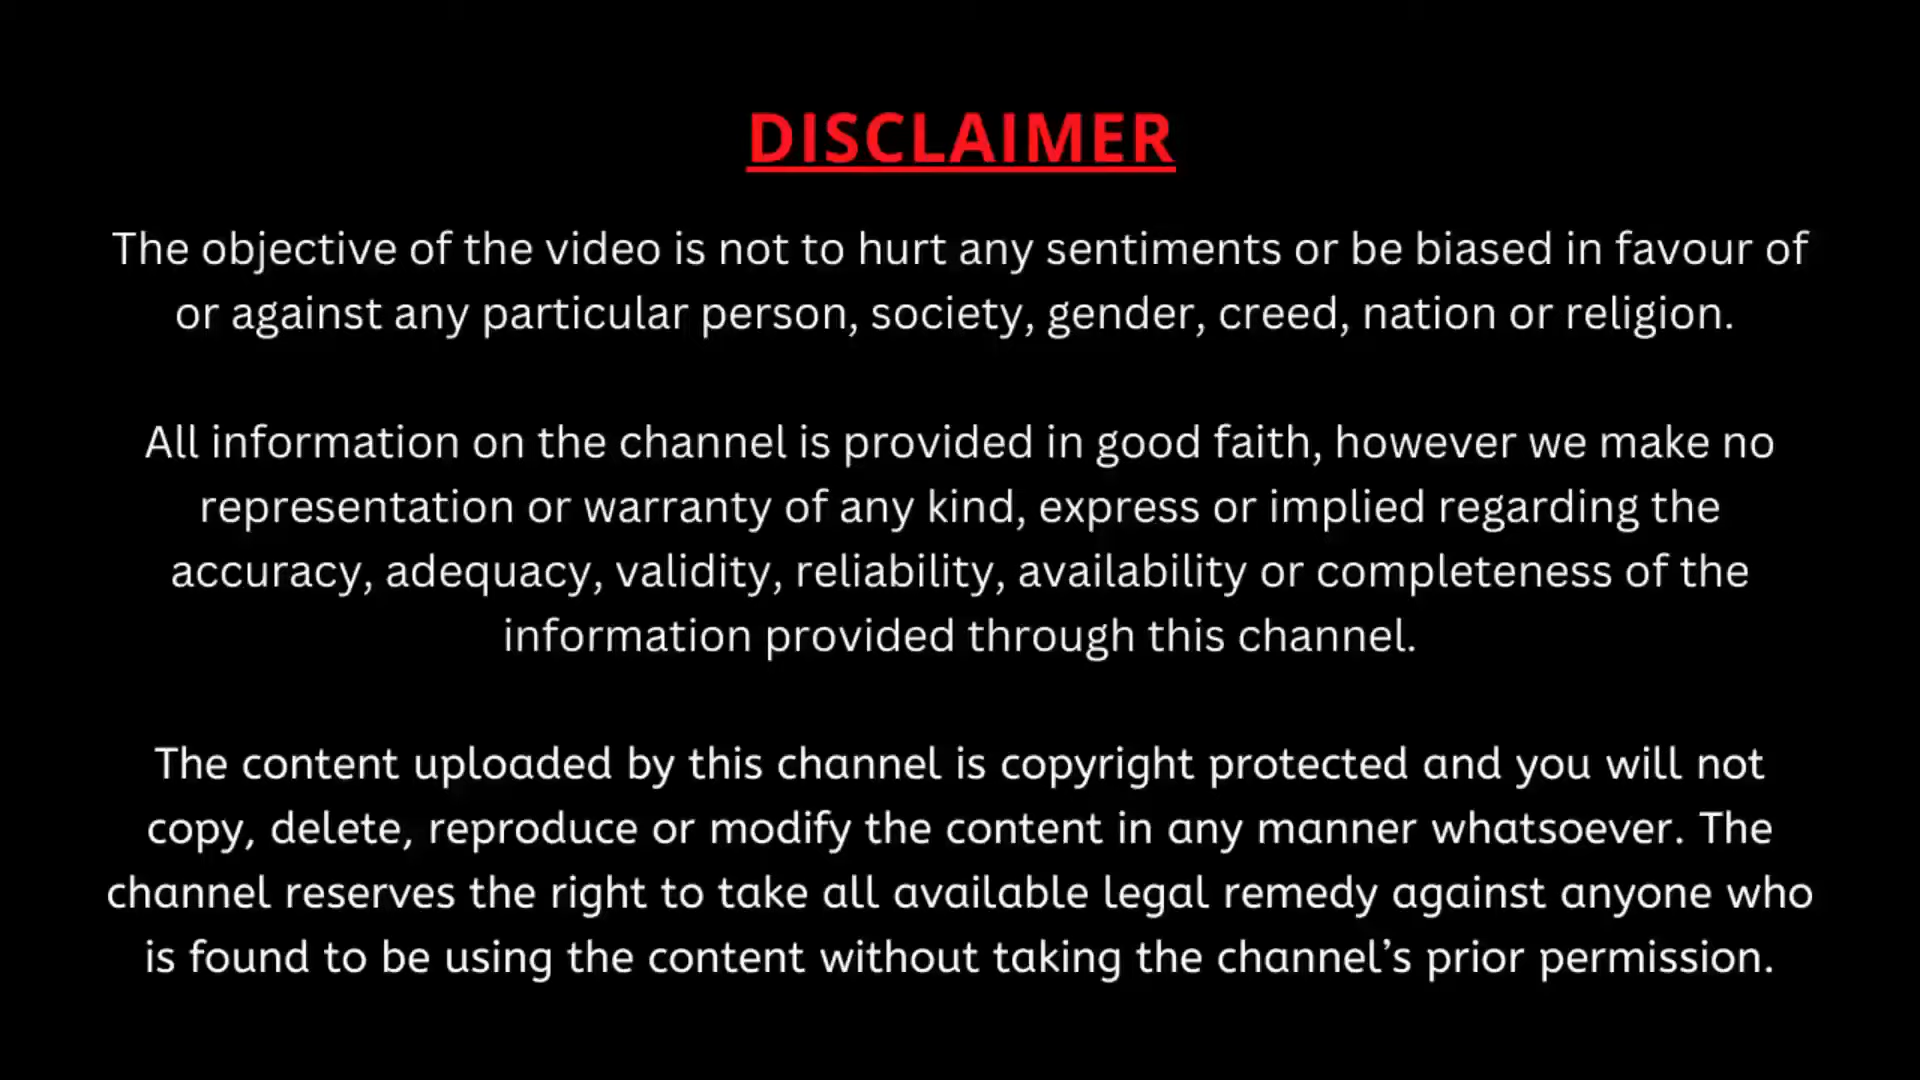 DISCLAIMER
The objective of the video is not to hurt any sentiments or be biased in favour of
or against any particular person, society, gender, creed, nation or religion.
All information on the channel is provided in good faith, however we make no
representation or warranty of any kind, express or implied regarding the
accuracy, adequacy, validity, reliability, availability or completeness of the
information provided through this channel.
The content uploaded by this channel is copyright protected and you will not
copy, delete, reproduce or modify the content in any manner whatsoever. The
channel reserves the right to take all available legal remedy against anyone who
is found to be using the content without taking the channel’s prior permission.